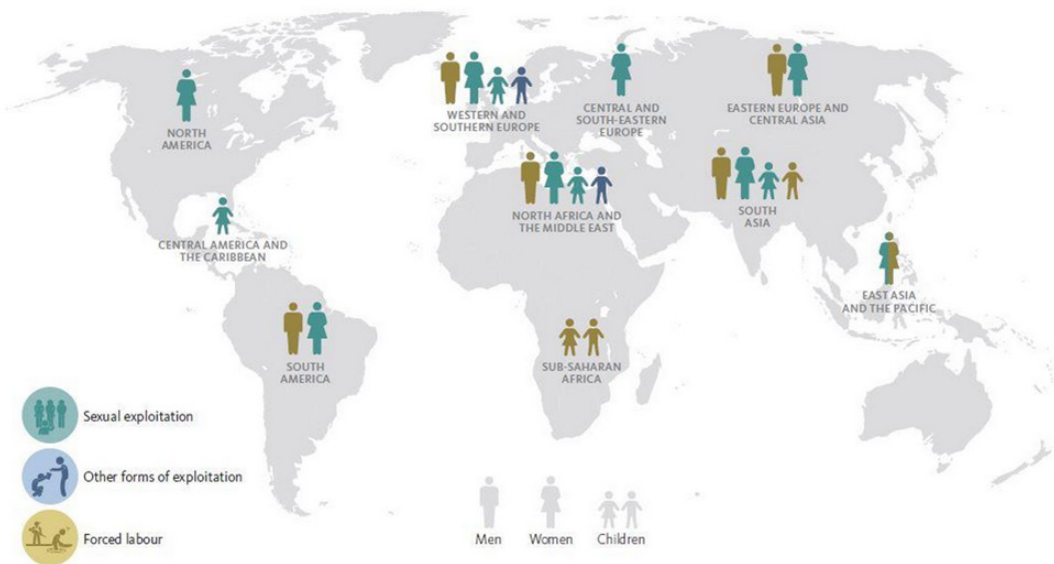 NORTH
AMERICA
WESTERN AND
SOUTHERN EUROPE
CENTRAL AND
SOUTH-EASTERN
EUROPE
EASTERN EUROPE AND
CENTRAL ASIA
CENTRAL AMERICA AND
THE CARIBBEAN
NORTH AFRICA AND
THE MIDDLE EAST
SOUTH
ASIA
EAST ASIA
AND THE PACIFIC
SOUTH
AMERICA
SUB-SAHARAN
AFRICA
Sexual exploitation
Other forms of exploitation
Forced labour
Men
Women
Children